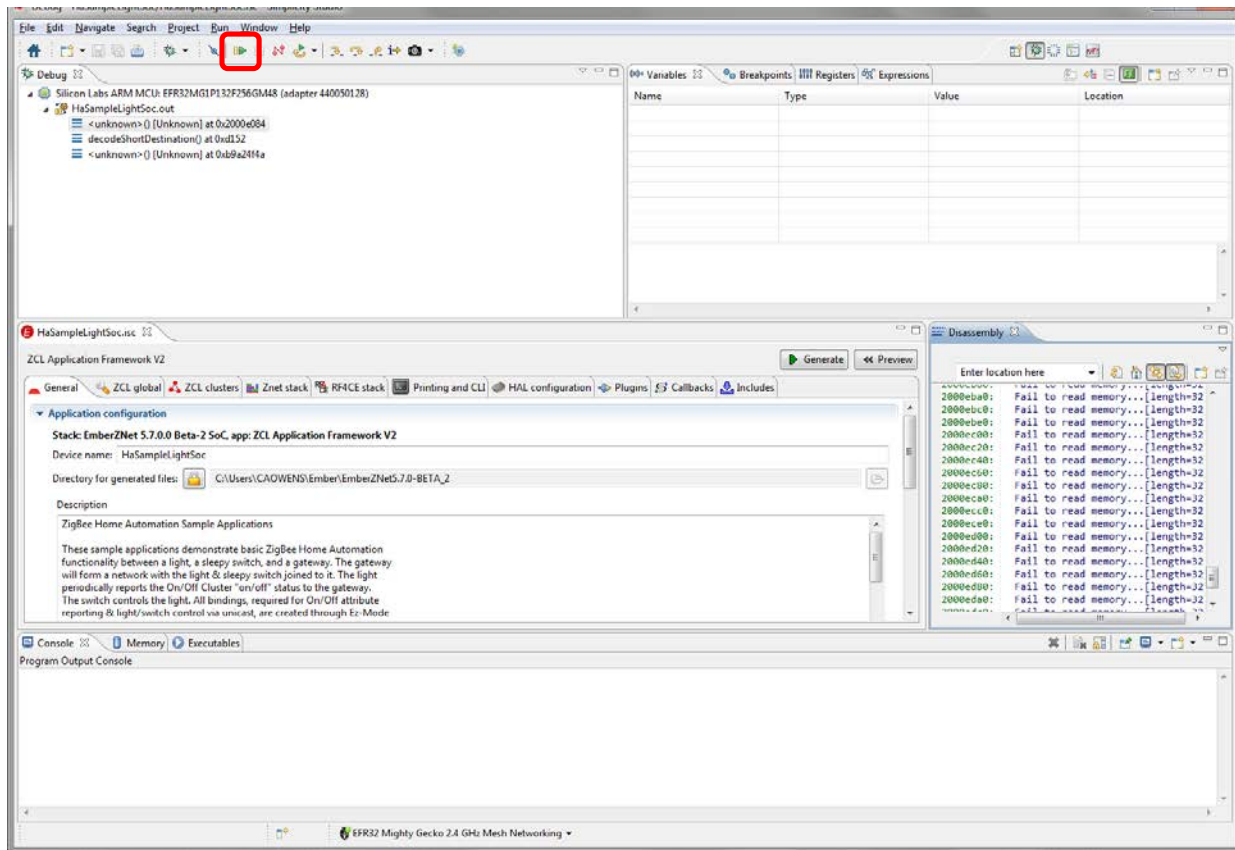 Debug - HaSampleLightSoc/HaSampleLightSoc.isc - Simplicity Studio
File Edit Navigate Search Project Run Window Help
Debug
Silicon Labs ARM MCU: EFR32MG1P132F256GM48 (adapter 440050128)
HaSampleLightSoc.out
<unknown>() [Unknown] at 0x2000e084
decodeShortDestination() at 0xd152
<unknown>() [Unknown] at 0xb9a24f4a
Variables Breakpoints Registers Expressions
Name Type Value Location
HaSampleLightSoc.isc
ZCL Application Framework V2
Generate Preview
General ZCL global ZCL clusters Znet stack RF4CE stack Printing and CLI HAL configuration Plugins Callbacks Includes
Application configuration
Stack: EmberZNet 5.7.0.0 Beta-2 SoC, app: ZCL Application Framework V2
Device name: HaSampleLightSoc
Directory for generated files: C:\Users\CAOWENS\Ember\EmberZNet5.7.0-BETA_2
Description
ZigBee Home Automation Sample Applications
These sample applications demonstrate basic ZigBee Home Automation
functionality between a light, a sleepy switch, and a gateway. The gateway
will form a network with the light & sleepy switch joined to it. The light
periodically reports the On/Off Cluster "on/off" status to the gateway.
The switch controls the light. All bindings, required for On/Off attribute
reporting & light/switch control via unicast, are created through Ez-Mode
Disassembly
Enter location here
2000eba0: Fail to read memory...[length=32
2000ebc0: Fail to read memory...[length=32
2000ebe0: Fail to read memory...[length=32
2000ec00: Fail to read memory...[length=32
2000ec20: Fail to read memory...[length=32
2000ec40: Fail to read memory...[length=32
2000ec60: Fail to read memory...[length=32
2000ec80: Fail to read memory...[length=32
2000eca0: Fail to read memory...[length=32
2000ecc0: Fail to read memory...[length=32
2000ece0: Fail to read memory...[length=32
2000ed00: Fail to read memory...[length=32
2000ed20: Fail to read memory...[length=32
2000ed40: Fail to read memory...[length=32
2000ed60: Fail to read memory...[length=32
2000ed80: Fail to read memory...[length=32
2000eda0: Fail to read memory...[length=32
Console Memory Executables
Program Output Console
EFR32 Mighty Gecko 2.4 GHz Mesh Networking